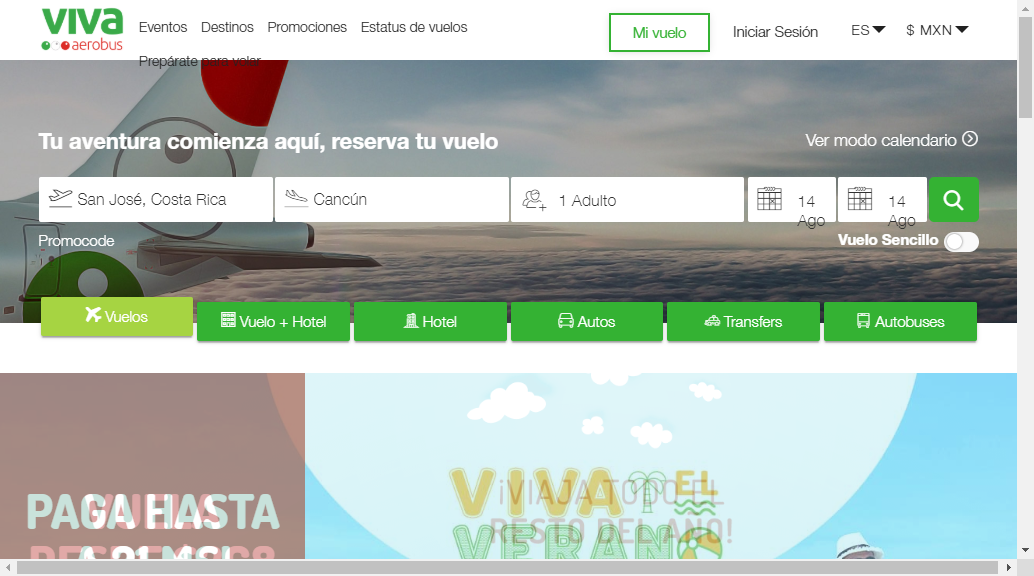 viva
aerobus
Eventos Destinos Promociones Estatus de vuelos
Prepárate para volar
Mi vuelo
Iniciar Sesión
ES
$ MXN
Tu aventura comienza aquí, reserva tu vuelo
Ver modo calendario
San José, Costa Rica
Cancún
1 Adulto
14
Ago
14
Ago
Promocode
Vuelo Sencillo
Vuelos
Vuelo + Hotel
Hotel
Autos
Transfers
Autobuses
PAGA HASTA
VIVA EL
VERANO
¡VIAJA TODO EL
RESTO DEL AÑO!